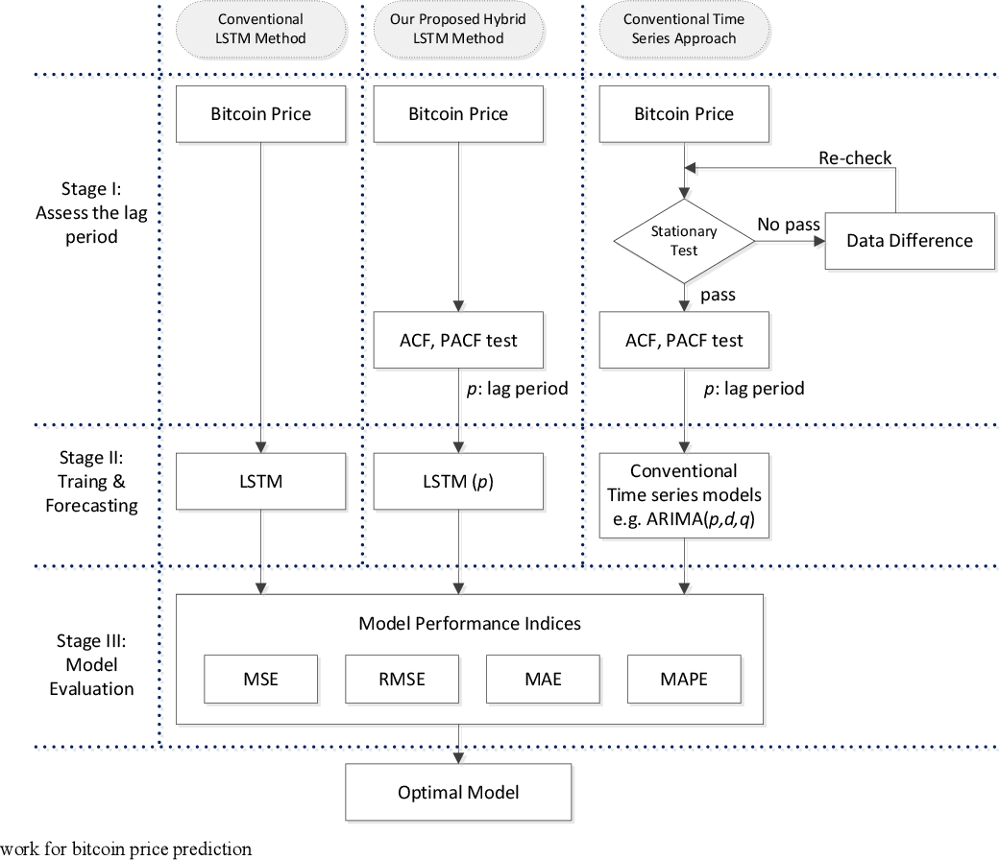 Conventional
LSTM Method
Our Proposed Hybrid
LSTM Method
Conventional Time
Series Approach
Stage I:
Assess the lag
period
Bitcoin Price
Bitcoin Price
Bitcoin Price
Re-check
Stationary
Test
No pass
Data Difference
pass
ACF, PACF test
ACF, PACF test
p: lag period
p: lag period
Stage II:
Traing &
Forecasting
LSTM
LSTM (p)
Conventional
Time series models
e.g. ARIMA(p,d,q)
Stage III:
Model
Evaluation
Model Performance Indices
MSE
RMSE
MAE
MAPE
Optimal Model
work for bitcoin price prediction